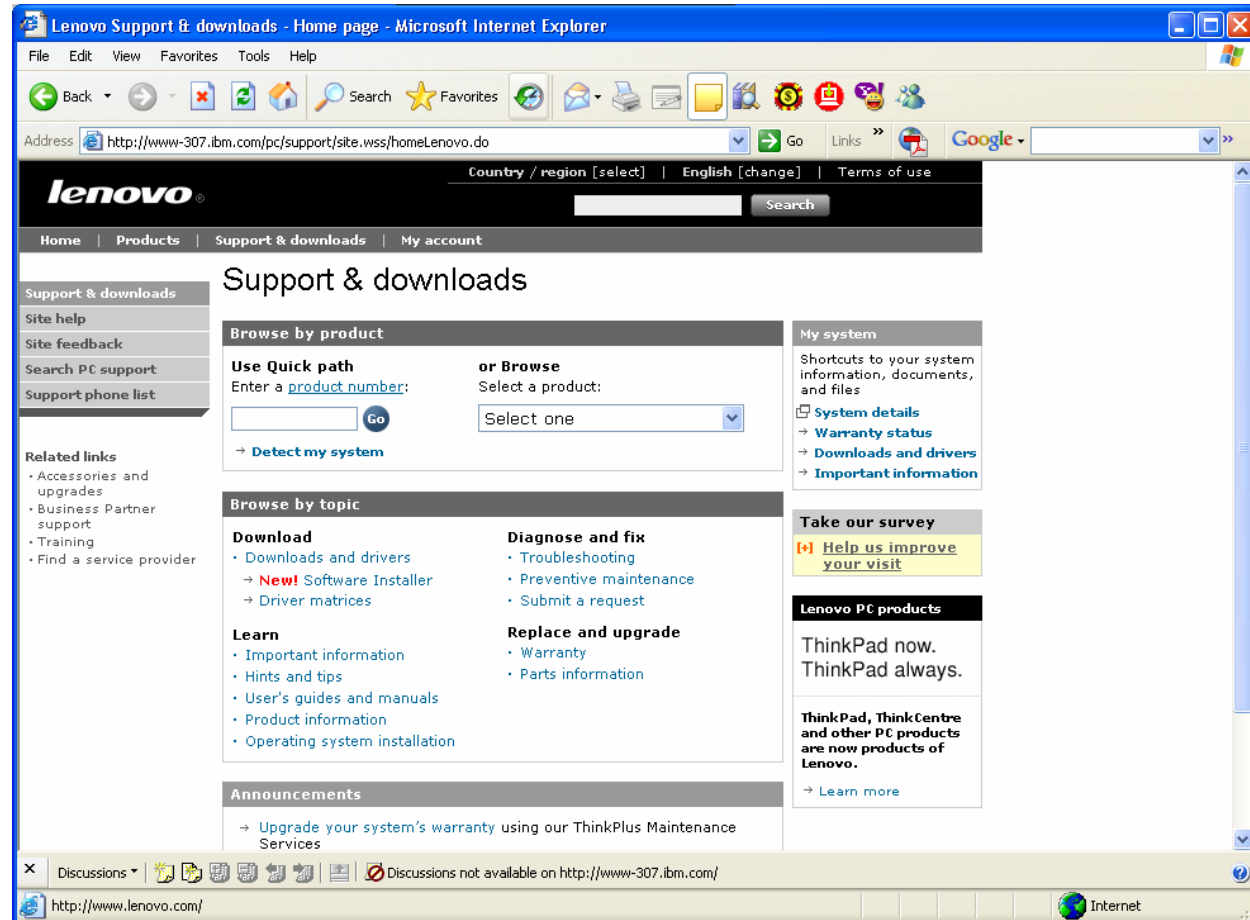 Lenovo Support & downloads - Home page - Microsoft Internet Explorer
File Edit View Favorites Tools Help
Back Search Favorites
Address http://www-307.ibm.com/pc/support/site.wss/homeLenovo.do Go Links » Google »
Country / region [select] | English [change] | Terms of use
lenovo
Search
Home | Products | Support & downloads | My account
Support & downloads
Support & downloads
Site help
Site feedback
Search PC support
Support phone list
Related links
• Accessories and
upgrades
• Business Partner
support
• Training
• Find a service provider
Browse by product
Use Quick path
Enter a product number:
Go
→ Detect my system
or Browse
Select a product:
Select one
Browse by topic
Download
• Downloads and drivers
→ New! Software Installer
→ Driver matrices
Learn
• Important information
• Hints and tips
• User's guides and manuals
• Product information
• Operating system installation
Diagnose and fix
• Troubleshooting
• Preventive maintenance
• Submit a request
Replace and upgrade
• Warranty
• Parts information
Announcements
→ Upgrade your system's warranty using our ThinkPlus Maintenance
Services
My system
Shortcuts to your system
information, documents,
and files
System details
→ Warranty status
→ Downloads and drivers
→ Important information
Take our survey
[+] Help us improve
your visit
Lenovo PC products
ThinkPad now.
ThinkPad always.
ThinkPad, ThinkCentre
and other PC products
are now products of
Lenovo.
→ Learn more
× Discussions Discussions not available on http://www-307.ibm.com/
http://www.lenovo.com/ Internet